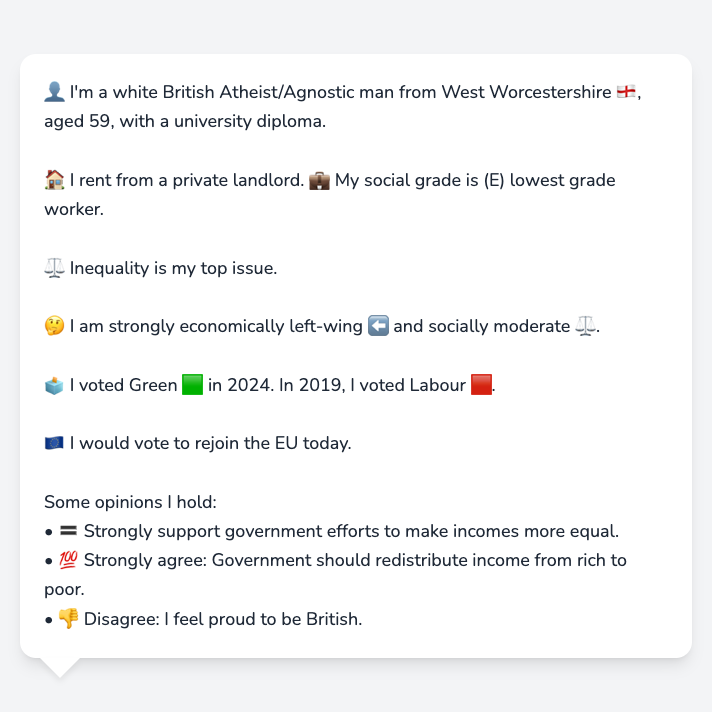 👤 I'm a white British Atheist/Agnostic man from West Worcestershire 🏴󠁧󠁢󠁥󠁮󠁧󠁿,
aged 59, with a university diploma.
🏠 I rent from a private landlord. 💼 My social grade is (E) lowest grade
worker.
⚖️ Inequality is my top issue.
🤔 I am strongly economically left-wing ⬅️ and socially moderate ⚖️.
🗳️ I voted Green 🟩 in 2024. In 2019, I voted Labour 🟥.
🇪🇺 I would vote to rejoin the EU today.
Some opinions I hold:
• 🟰 Strongly support government efforts to make incomes more equal.
• 💯 Strongly agree: Government should redistribute income from rich to
poor.
• 👎 Disagree: I feel proud to be British.